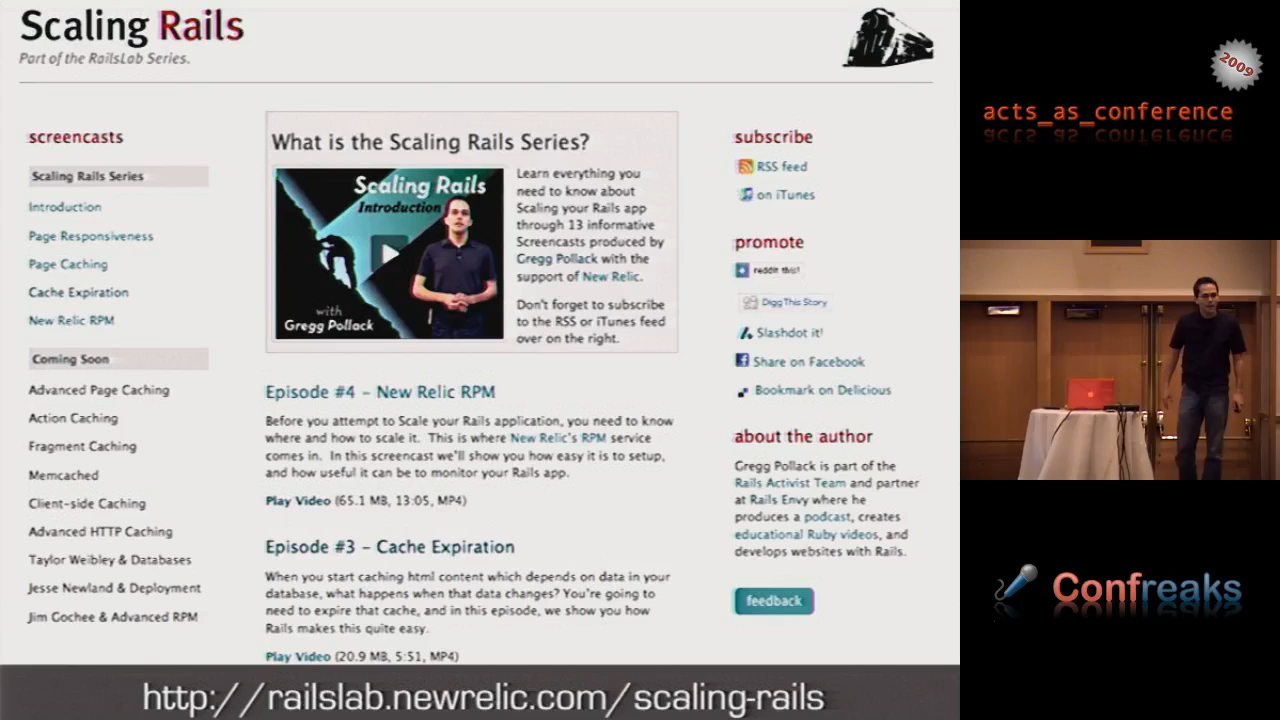 Scaling Rails
Part of the RailsLab Series.
screencasts
Scaling Rails Series
Introduction
Page Responsiveness
Page Caching
Cache Expiration
New Relic RPM
Coming Soon
Advanced Page Caching
Action Caching
Fragment Caching
Memcached
Client-side Caching
Advanced HTTP Caching
Taylor Weibley & Databases
Jesse Newland & Deployment
Jim Gochee & Advanced RPM
What is the Scaling Rails Series?
Scaling Rails
Introduction
with
Gregg Pollack
Learn everything you
need to know about
Scaling your Rails app
through 13 informative
Screencasts produced by
Gregg Pollack with the
support of New Relic.
Don't forget to subscribe
to the RSS or iTunes feed
over on the right.
Episode #4 – New Relic RPM
Before you attempt to Scale your Rails application, you need to know
where and how to scale it. This is where New Relic's RPM service
comes in. In this screencast we'll show you how easy it is to setup,
and how useful it can be to monitor your Rails app.
Play Video (65.1 MB, 13:05, MP4)
Episode #3 – Cache Expiration
When you start caching html content which depends on data in your
database, what happens when that data changes? You're going to
need to expire that cache, and in this episode, we show you how
Rails makes this quite easy.
Play Video (20.9 MB, 5:51, MP4)
subscribe
RSS feed
on iTunes
promote
reddit this!
Digg This Story
Slashdot it!
Share on Facebook
Bookmark on Delicious
about the author
Gregg Pollack is part of the
Rails Activist Team and partner
at Rails Envy where he
produces a podcast, creates
educational Ruby videos, and
develops websites with Rails.
feedback
http://railslab.newrelic.com/scaling-rails
2009
acts_as_conference
Confreaks